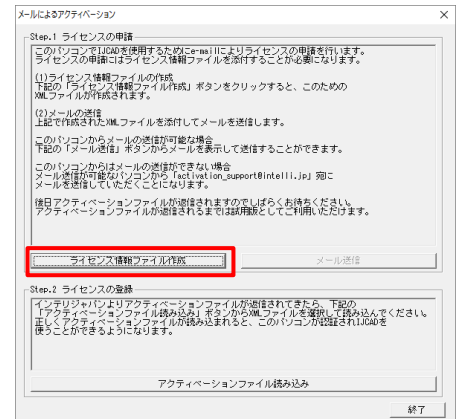 メールによるアクティベーション
Step.1 ライセンスの申請
このパソコンでIJCADを使用するためにe-mailによりライセンスの申請を行います。
ライセンスの申請にはライセンス情報ファイルを添付することが必要になります。
(1)ライセンス情報ファイルの作成
下記の「ライセンス情報ファイル作成」ボタンをクリックすると、このための
XMLファイルが作成されます。
(2)メールの送信
上記で作成されたXMLファイルを添付してメールを送信します。
このパソコンからメールの送信が可能な場合
下記の「メール送信」ボタンからメールを表示して送信することができます。
このパソコンからはメールの送信ができない場合
メール送信が可能なパソコンから「activation_support@intelli.jp」宛に
メールを送信していただくことになります。
後日アクティベーションファイルが返信されますのでしばらくお待ちください。
アクティベーションファイルが返信されるまでは試用版としてご利用いただけます。
ライセンス情報ファイル作成
メール送信
Step.2 ライセンスの登録
インテリジャパンよりアクティベーションファイルが返信されてきたら、下記の
「アクティベーションファイル読み込み」ボタンからXMLファイルを選択して読み込んでください。
正しくアクティベーションファイルが読み込まれると、このパソコンが認証されIJCADを
使うことができるようになります。
アクティベーションファイル読み込み
終了